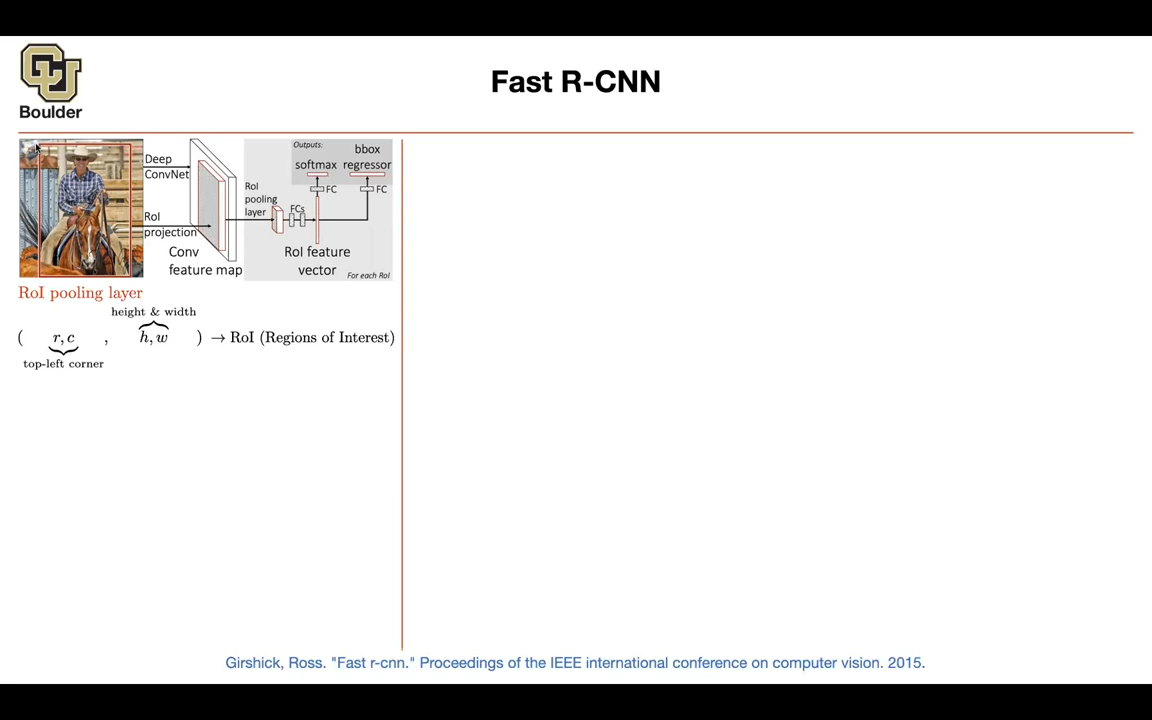 Boulder
Fast R-CNN
Deep
ConvNet
RoI
projection
Conv
feature map
RoI
pooling
layer
FCs
Outputs:
softmax
bbox
regressor
FC
FC
RoI feature
vector
For each RoI
RoI pooling layer
height & width
( r, c , h, w ) → RoI (Regions of Interest)
top-left corner
Girshick, Ross. "Fast r-cnn." Proceedings of the IEEE international conference on computer vision. 2015.